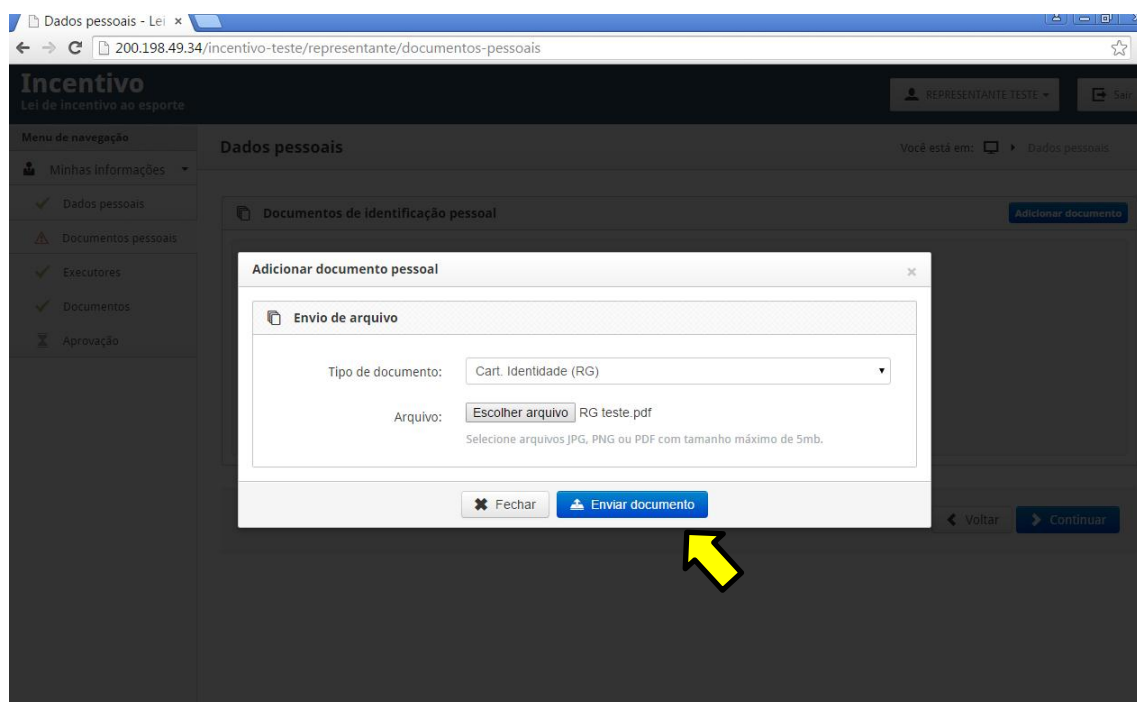 Dados pessoais - Lei
200.198.49.34/incentivo-teste/representante/documentos-pessoais
Incentivo
Lei de incentivo ao esporte
REPRESENTANTE TESTE
Sair
Menu de navegação
Minhas informações
Dados pessoais
Documentos pessoais
Executores
Documentos
Aprovação
Dados pessoais
Você está em:
Dados pessoais
Documentos de identificação pessoal
Adicionar documento
Adicionar documento pessoal
Envio de arquivo
Tipo de documento:
Cart. Identidade (RG)
Arquivo:
Escolher arquivo RG teste.pdf
Selecione arquivos JPG, PNG ou PDF com tamanho máximo de 5mb.
Fechar
Enviar documento
Voltar
Continuar